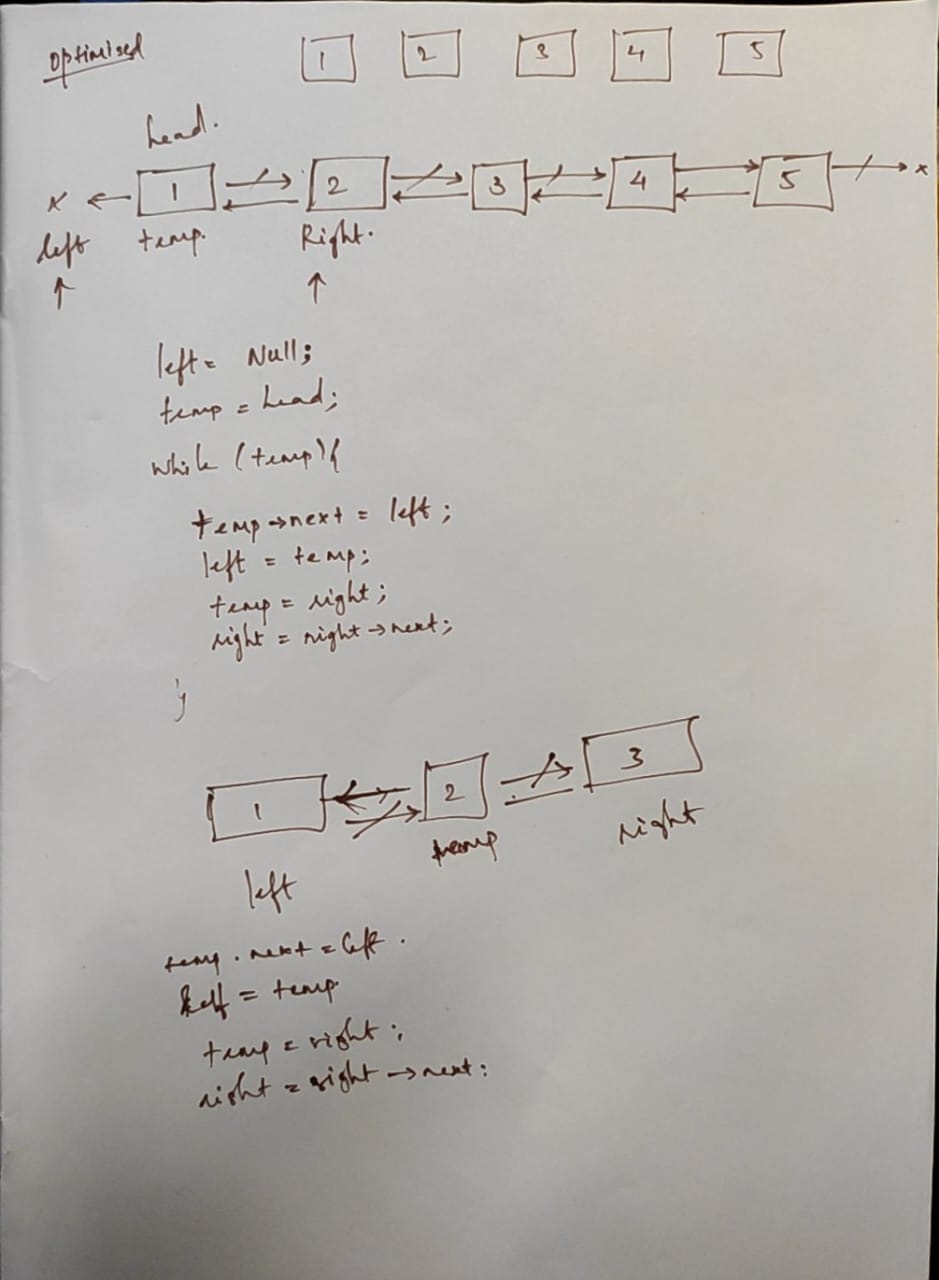 optimised
1 2 3 4 5
head.
x 1 2 3 4 5 x
left temp. Right.
left = Null;
temp = head;
while (temp){
temp→next = left;
left = temp;
temp = right;
right = right→next;
}
1 2 3
left temp right
temp . next = left .
left = temp
temp = right;
right = right → next;